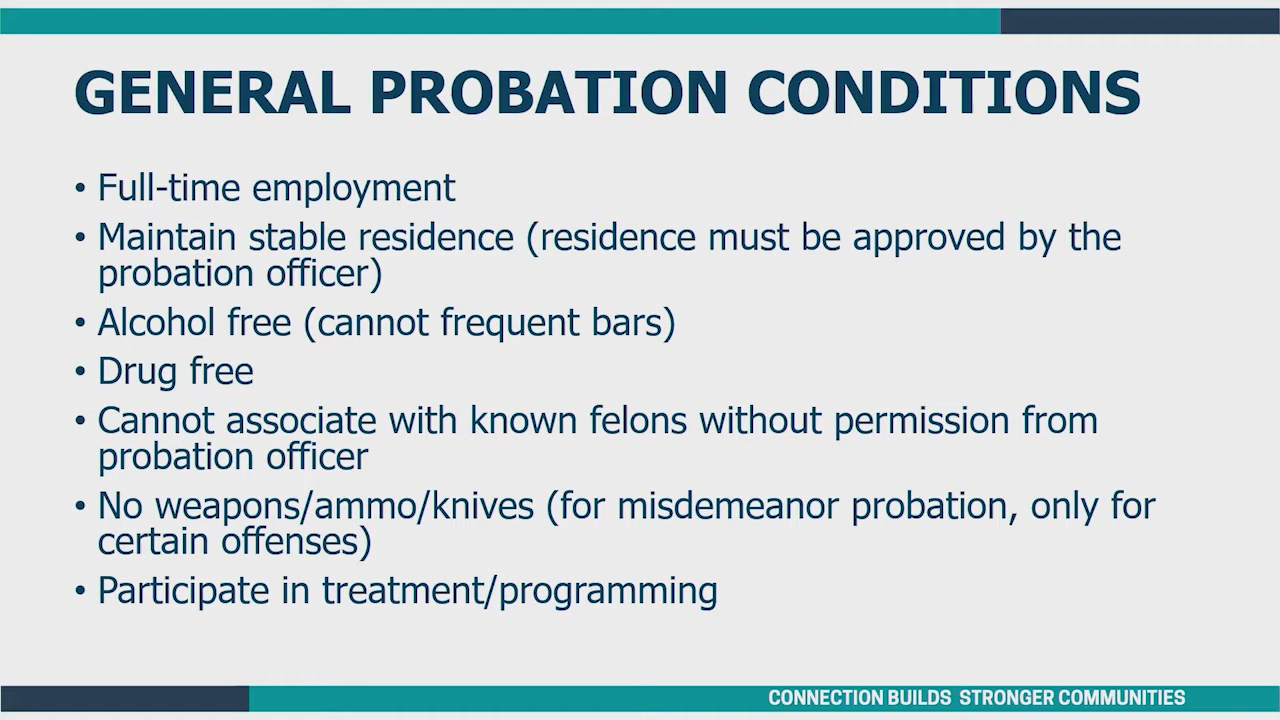 GENERAL PROBATION CONDITIONS
• Full-time employment
• Maintain stable residence (residence must be approved by the
probation officer)
• Alcohol free (cannot frequent bars)
• Drug free
• Cannot associate with known felons without permission from
probation officer
• No weapons/ammo/knives (for misdemeanor probation, only for
certain offenses)
• Participate in treatment/programming
CONNECTION BUILDS STRONGER COMMUNITIES